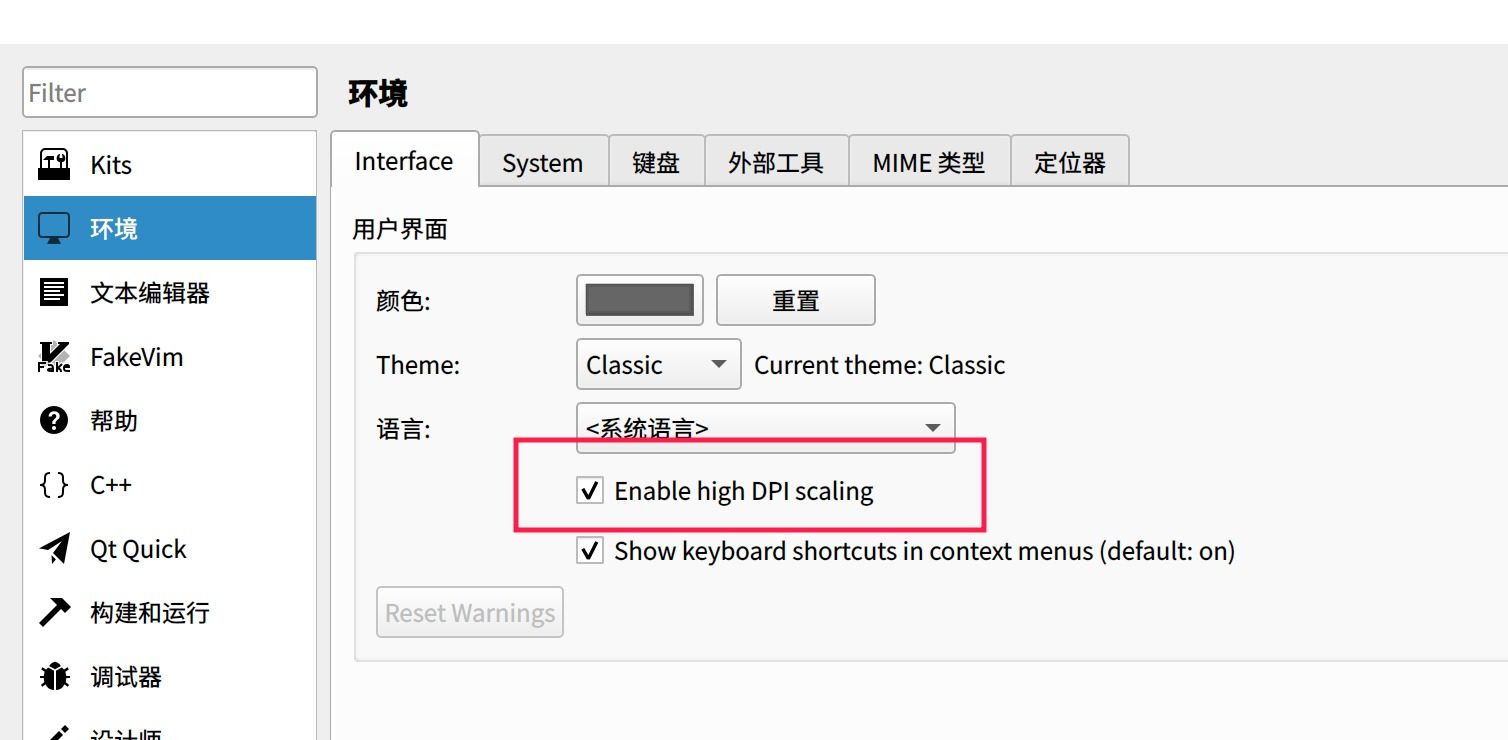 Filter
环境
Kits
环境
文本编辑器
Fake
FakeVim
帮助
C++
Qt Quick
构建和运行
调试器
设计师
Interface
System
键盘
外部工具
MIME 类型
定位器
用户界面
颜色:
重置
Theme:
Classic
Current theme: Classic
语言:
<系统语言>
Enable high DPI scaling
Show keyboard shortcuts in context menus (default: on)
Reset Warnings